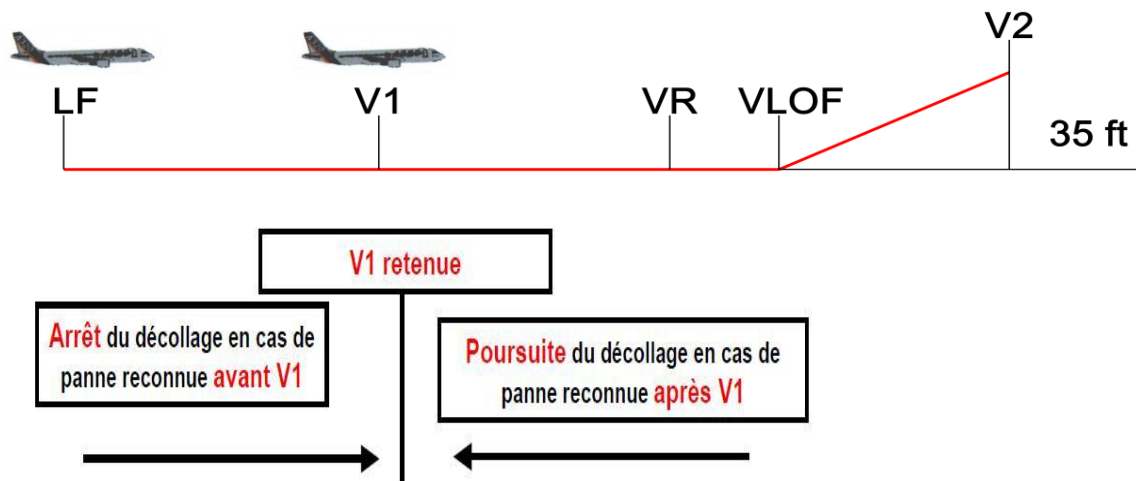 V2
LF
V1
VR
VLOF
35 ft
V1 retenue
Arrêt du décollage en cas de
panne reconnue avant V1
Poursuite du décollage en cas de
panne reconnue après V1